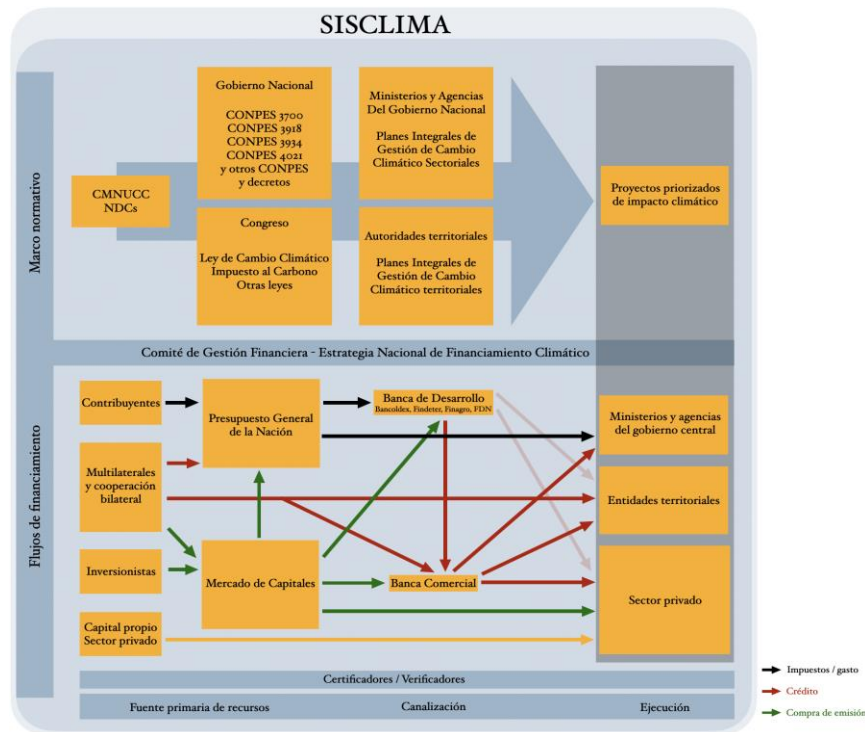 SISCLIMA
Marco normativo
CMNUCC
NDCs
Gobierno Nacional
CONPES 3700
CONPES 3918
CONPES 3934
CONPES 4021
y otros CONPES
y decretos
Ministerios y Agencias
Del Gobierno Nacional
Planes Integrales de
Gestión de Cambio
Climático Sectoriales
Congreso
Ley de Cambio Climático
Impuesto al Carbono
Otras leyes
Autoridades territoriales
Planes Integrales de
Gestión de Cambio
Climático territoriales
Proyectos priorizados
de impacto climático
Comité de Gestión Financiera - Estrategia Nacional de Financiamiento Climático
Flujos de financiamiento
Contribuyentes
Presupuesto General
de la Nación
Banca de Desarrollo
Bancoldex, Findeter, Finagro, FDN
Ministerios y agencias
del gobierno central
Multilaterales
y cooperación
bilateral
Entidades territoriales
Inversionistas
Mercado de Capitales
Banca Comercial
Sector privado
Capital propio
Sector privado
Certificadores / Verificadores
Fuente primaria de recursos
Canalización
Ejecución
Impuestos / gasto
Crédito
Compra de emisión